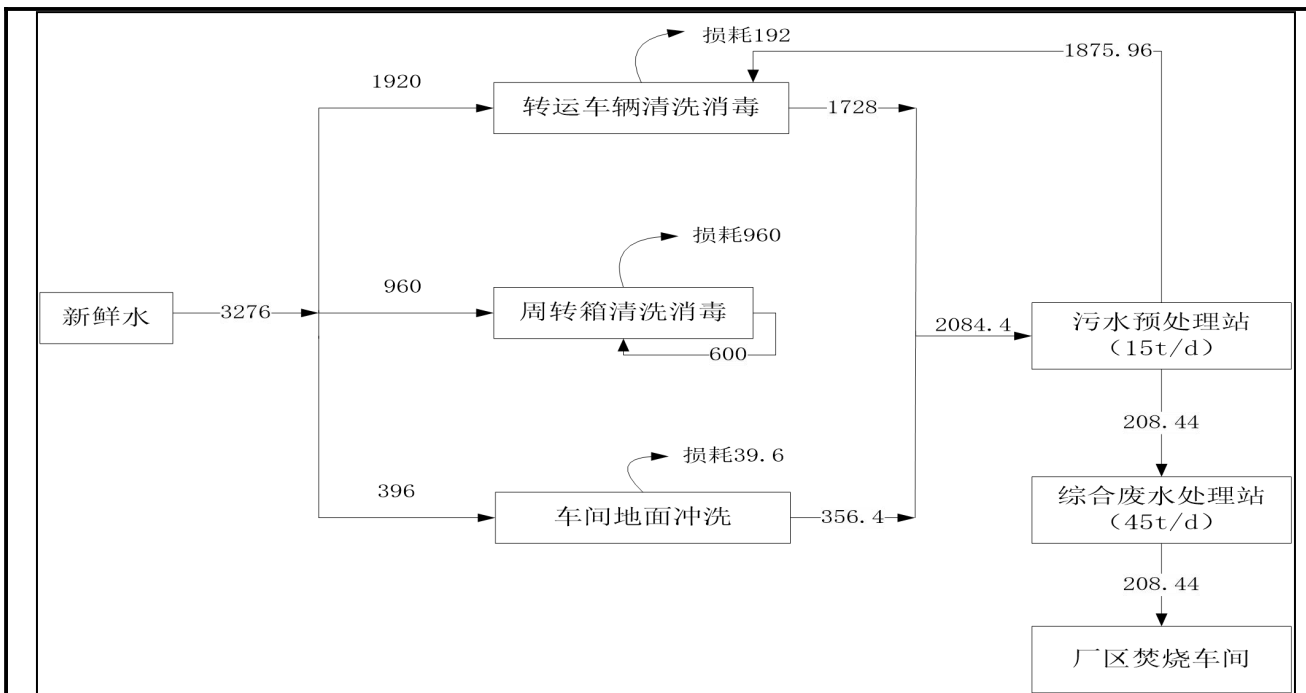 损耗192
1875.96
1920
转运车辆清洗消毒
1728
损耗960
960
新鲜水
3276
周转箱清洗消毒
600
2084.4
污水预处理站
（15t/d）
208.44
损耗39.6
396
车间地面冲洗
356.4
综合废水处理站
（45t/d）
208.44
厂区焚烧车间